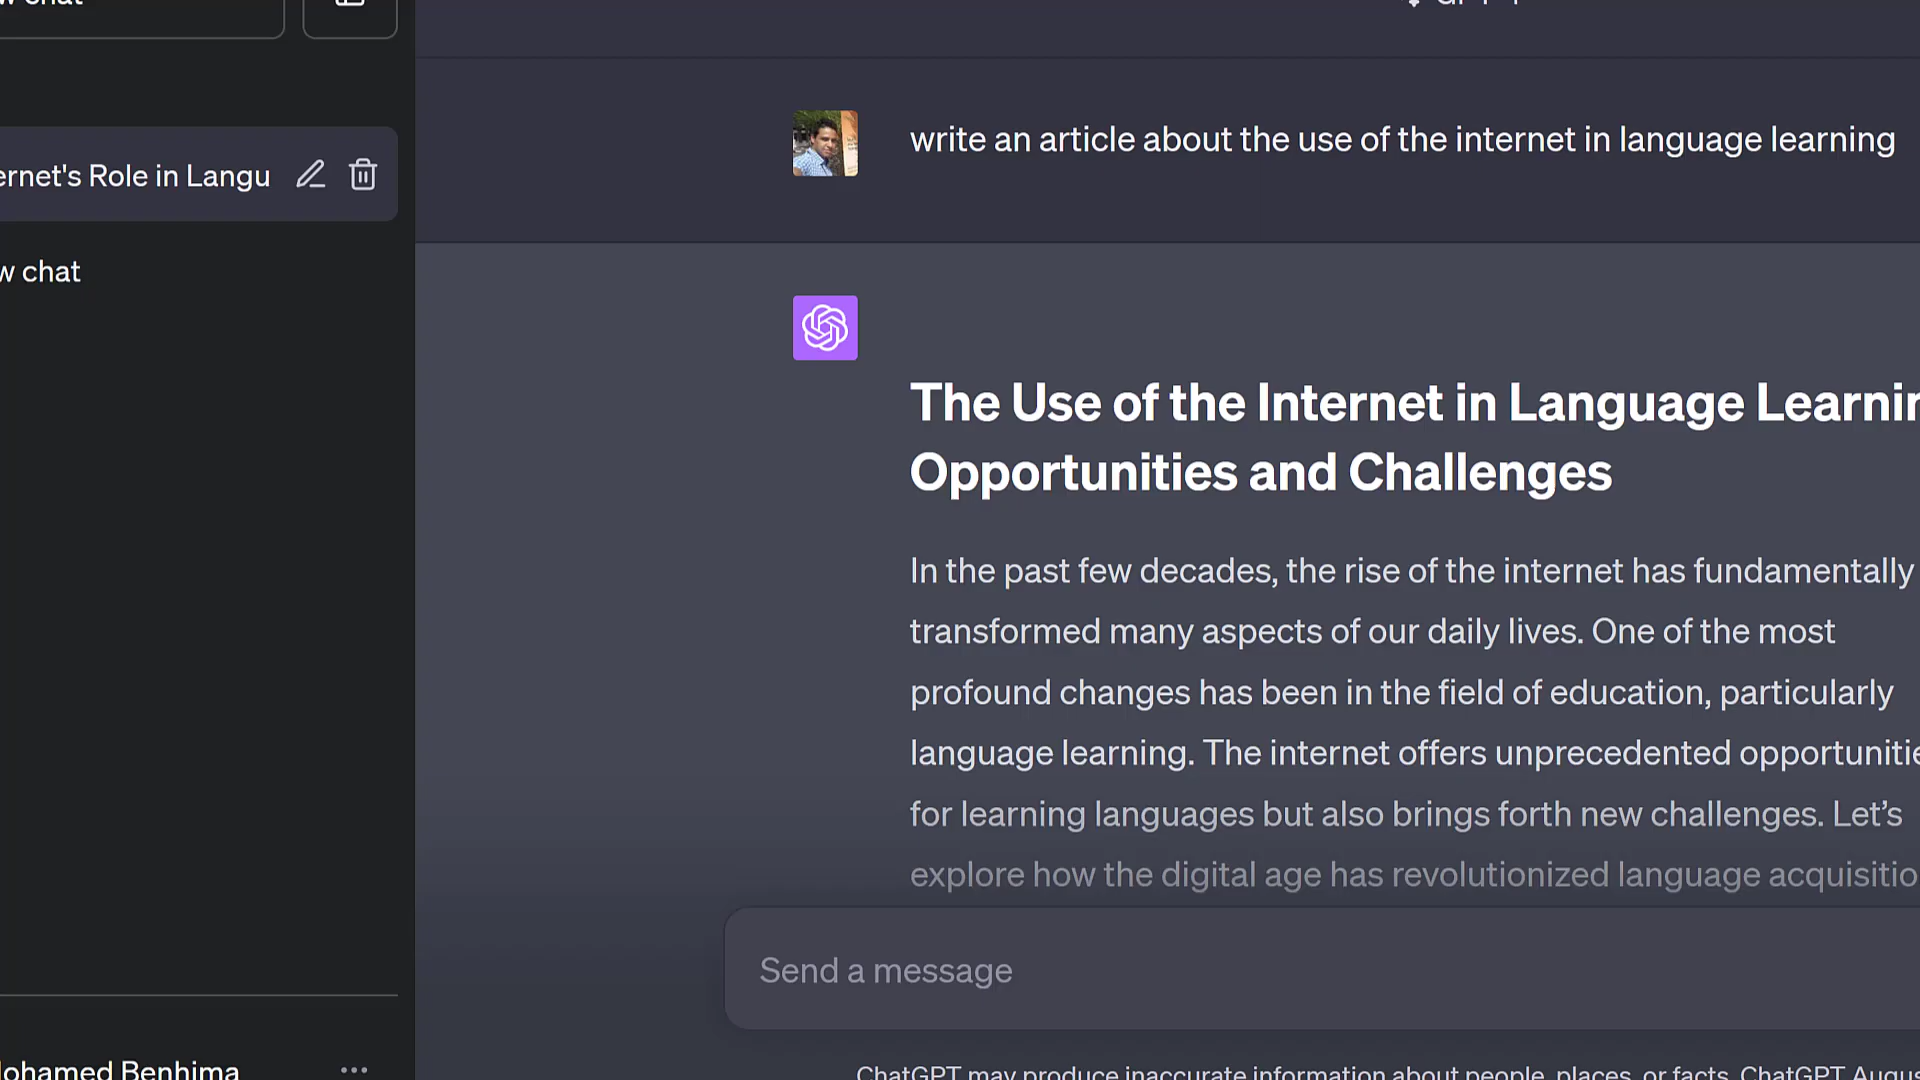 chat
write an article about the use of the internet in language learning
ernet's Role in Langu
w chat
The Use of the Internet in Language Learnin
Opportunities and Challenges
In the past few decades, the rise of the internet has fundamentally
transformed many aspects of our daily lives. One of the most
profound changes has been in the field of education, particularly
language learning. The internet offers unprecedented opportunitie
for learning languages but also brings forth new challenges. Let’s
explore how the digital age has revolutionized language acquisitio
Send a message
ohamed Benhima
ChatGPT may produce inaccurate information about people, places, or facts. ChatGPT Augus